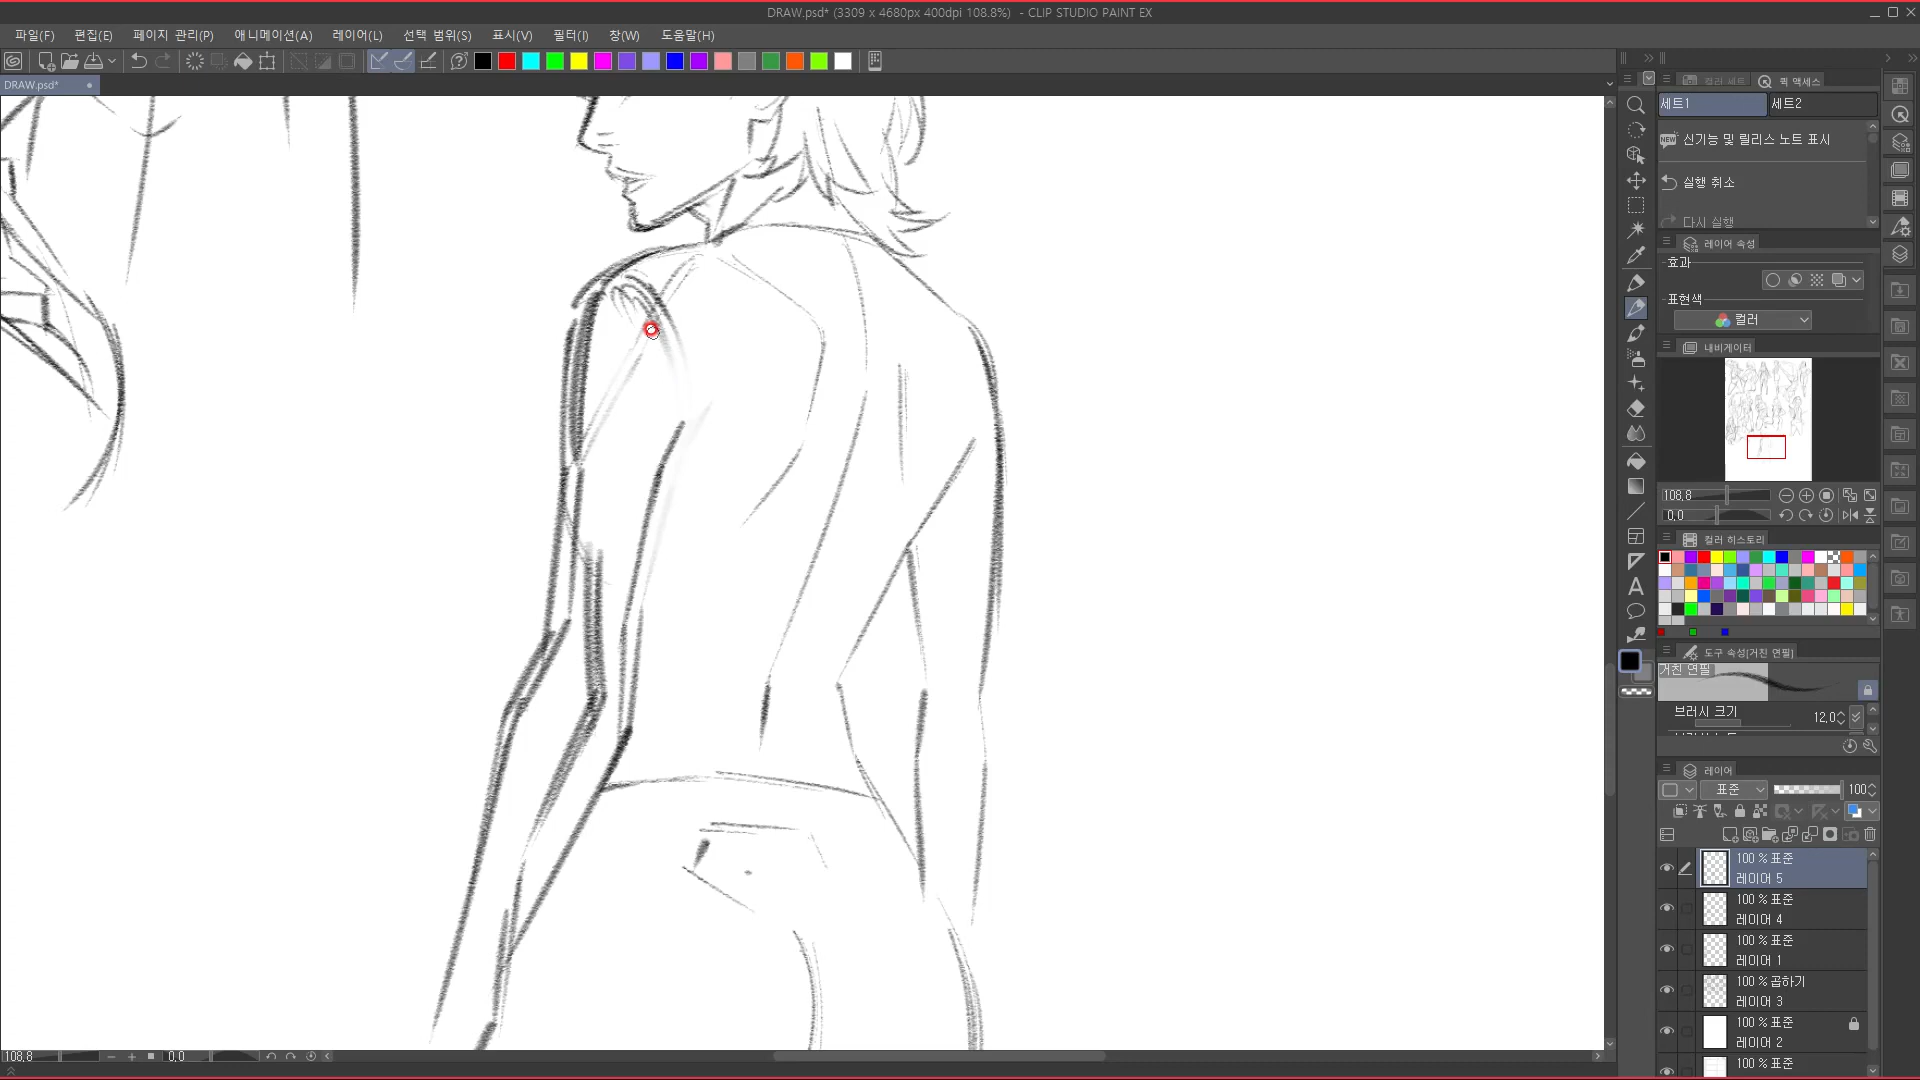 DRAW.psd* (3309 x 4680px 400dpi 108.8%) - CLIP STUDIO PAINT EX
파일(F) 편집(E) 페이지 관리(P) 애니메이션(A) 레이어(L) 선택 범위(S) 표시(V) 필터(I) 창(W) 도움말(H)
DRAW.psd*
컬러 세트 퀵 액세스
세트1 세트2
신기능 및 릴리스 노트 표시
실행 취소
다시 실행
레이어 속성
효과
표현색
컬러
내비게이터
108.8
0.0
컬러 히스토리
도구 속성[거친 연필]
거친 연필
브러시 크기 12.0
레이어
표준 100
100 % 표준
레이어 5
100 % 표준
레이어 4
100 % 표준
레이어 1
100 % 곱하기
레이어 3
100 % 표준
레이어 2
100 % 표준
108.8 0.0